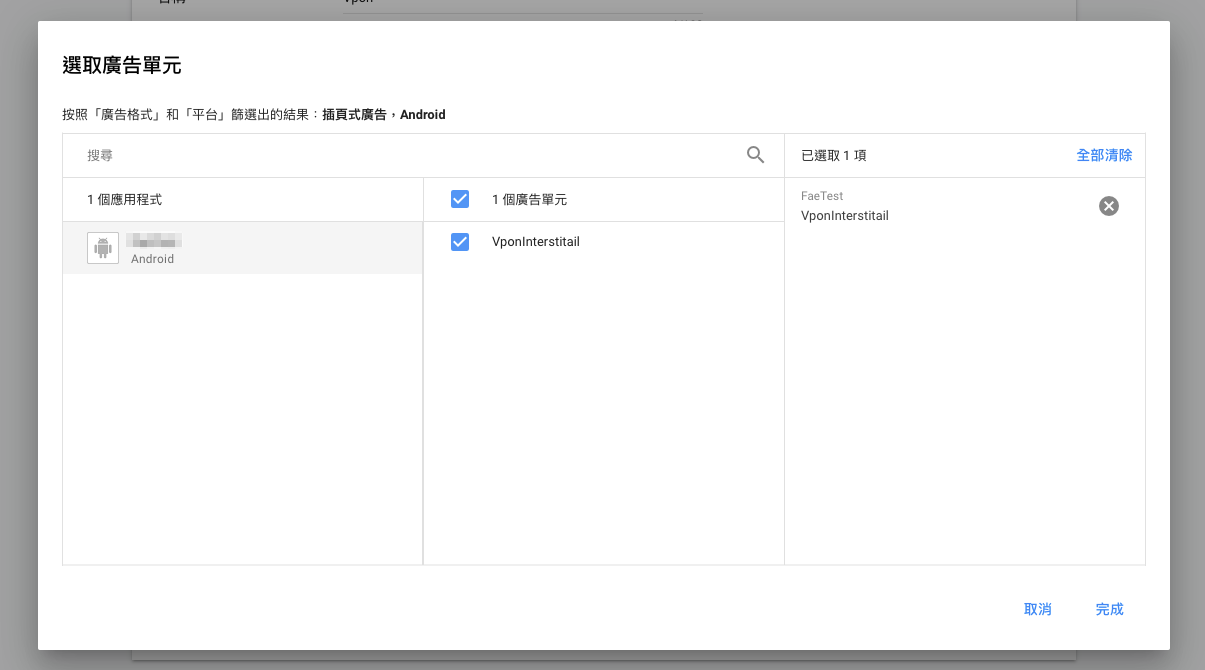 Vpon
選取廣告單元
按照「廣告格式」和「平台」篩選出的結果：插頁式廣告，Android
搜尋
已選取 1 項
全部清除
1 個應用程式
1 個廣告單元
FaeTest
VponInterstitail
Android
VponInterstitail
取消
完成